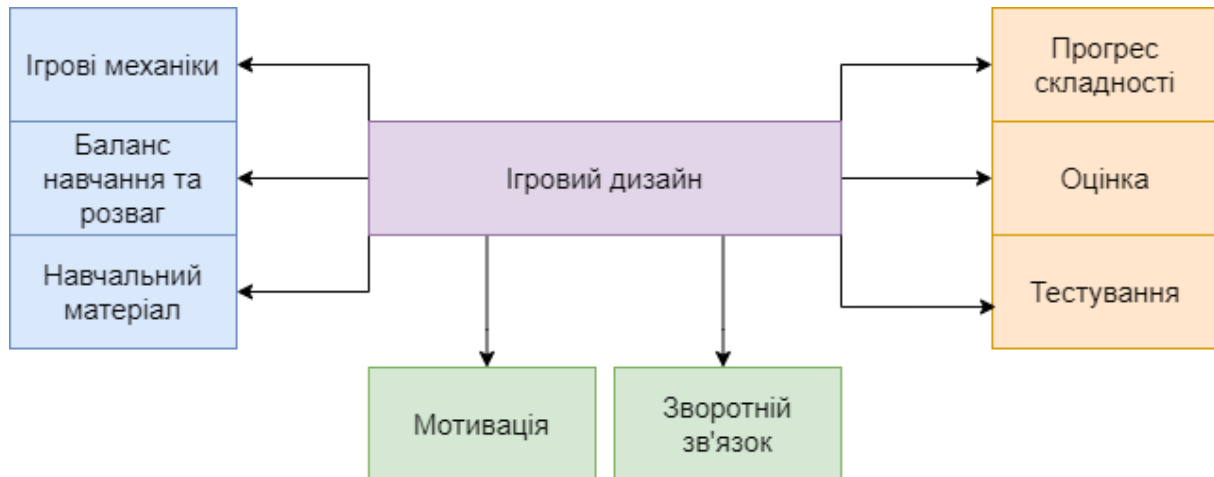 Ігрові механіки
Баланс
навчання та
розваг
Навчальний
матеріал
Ігровий дизайн
Мотивація
Зворотній
зв'язок
Прогрес
складності
Оцінка
Тестування